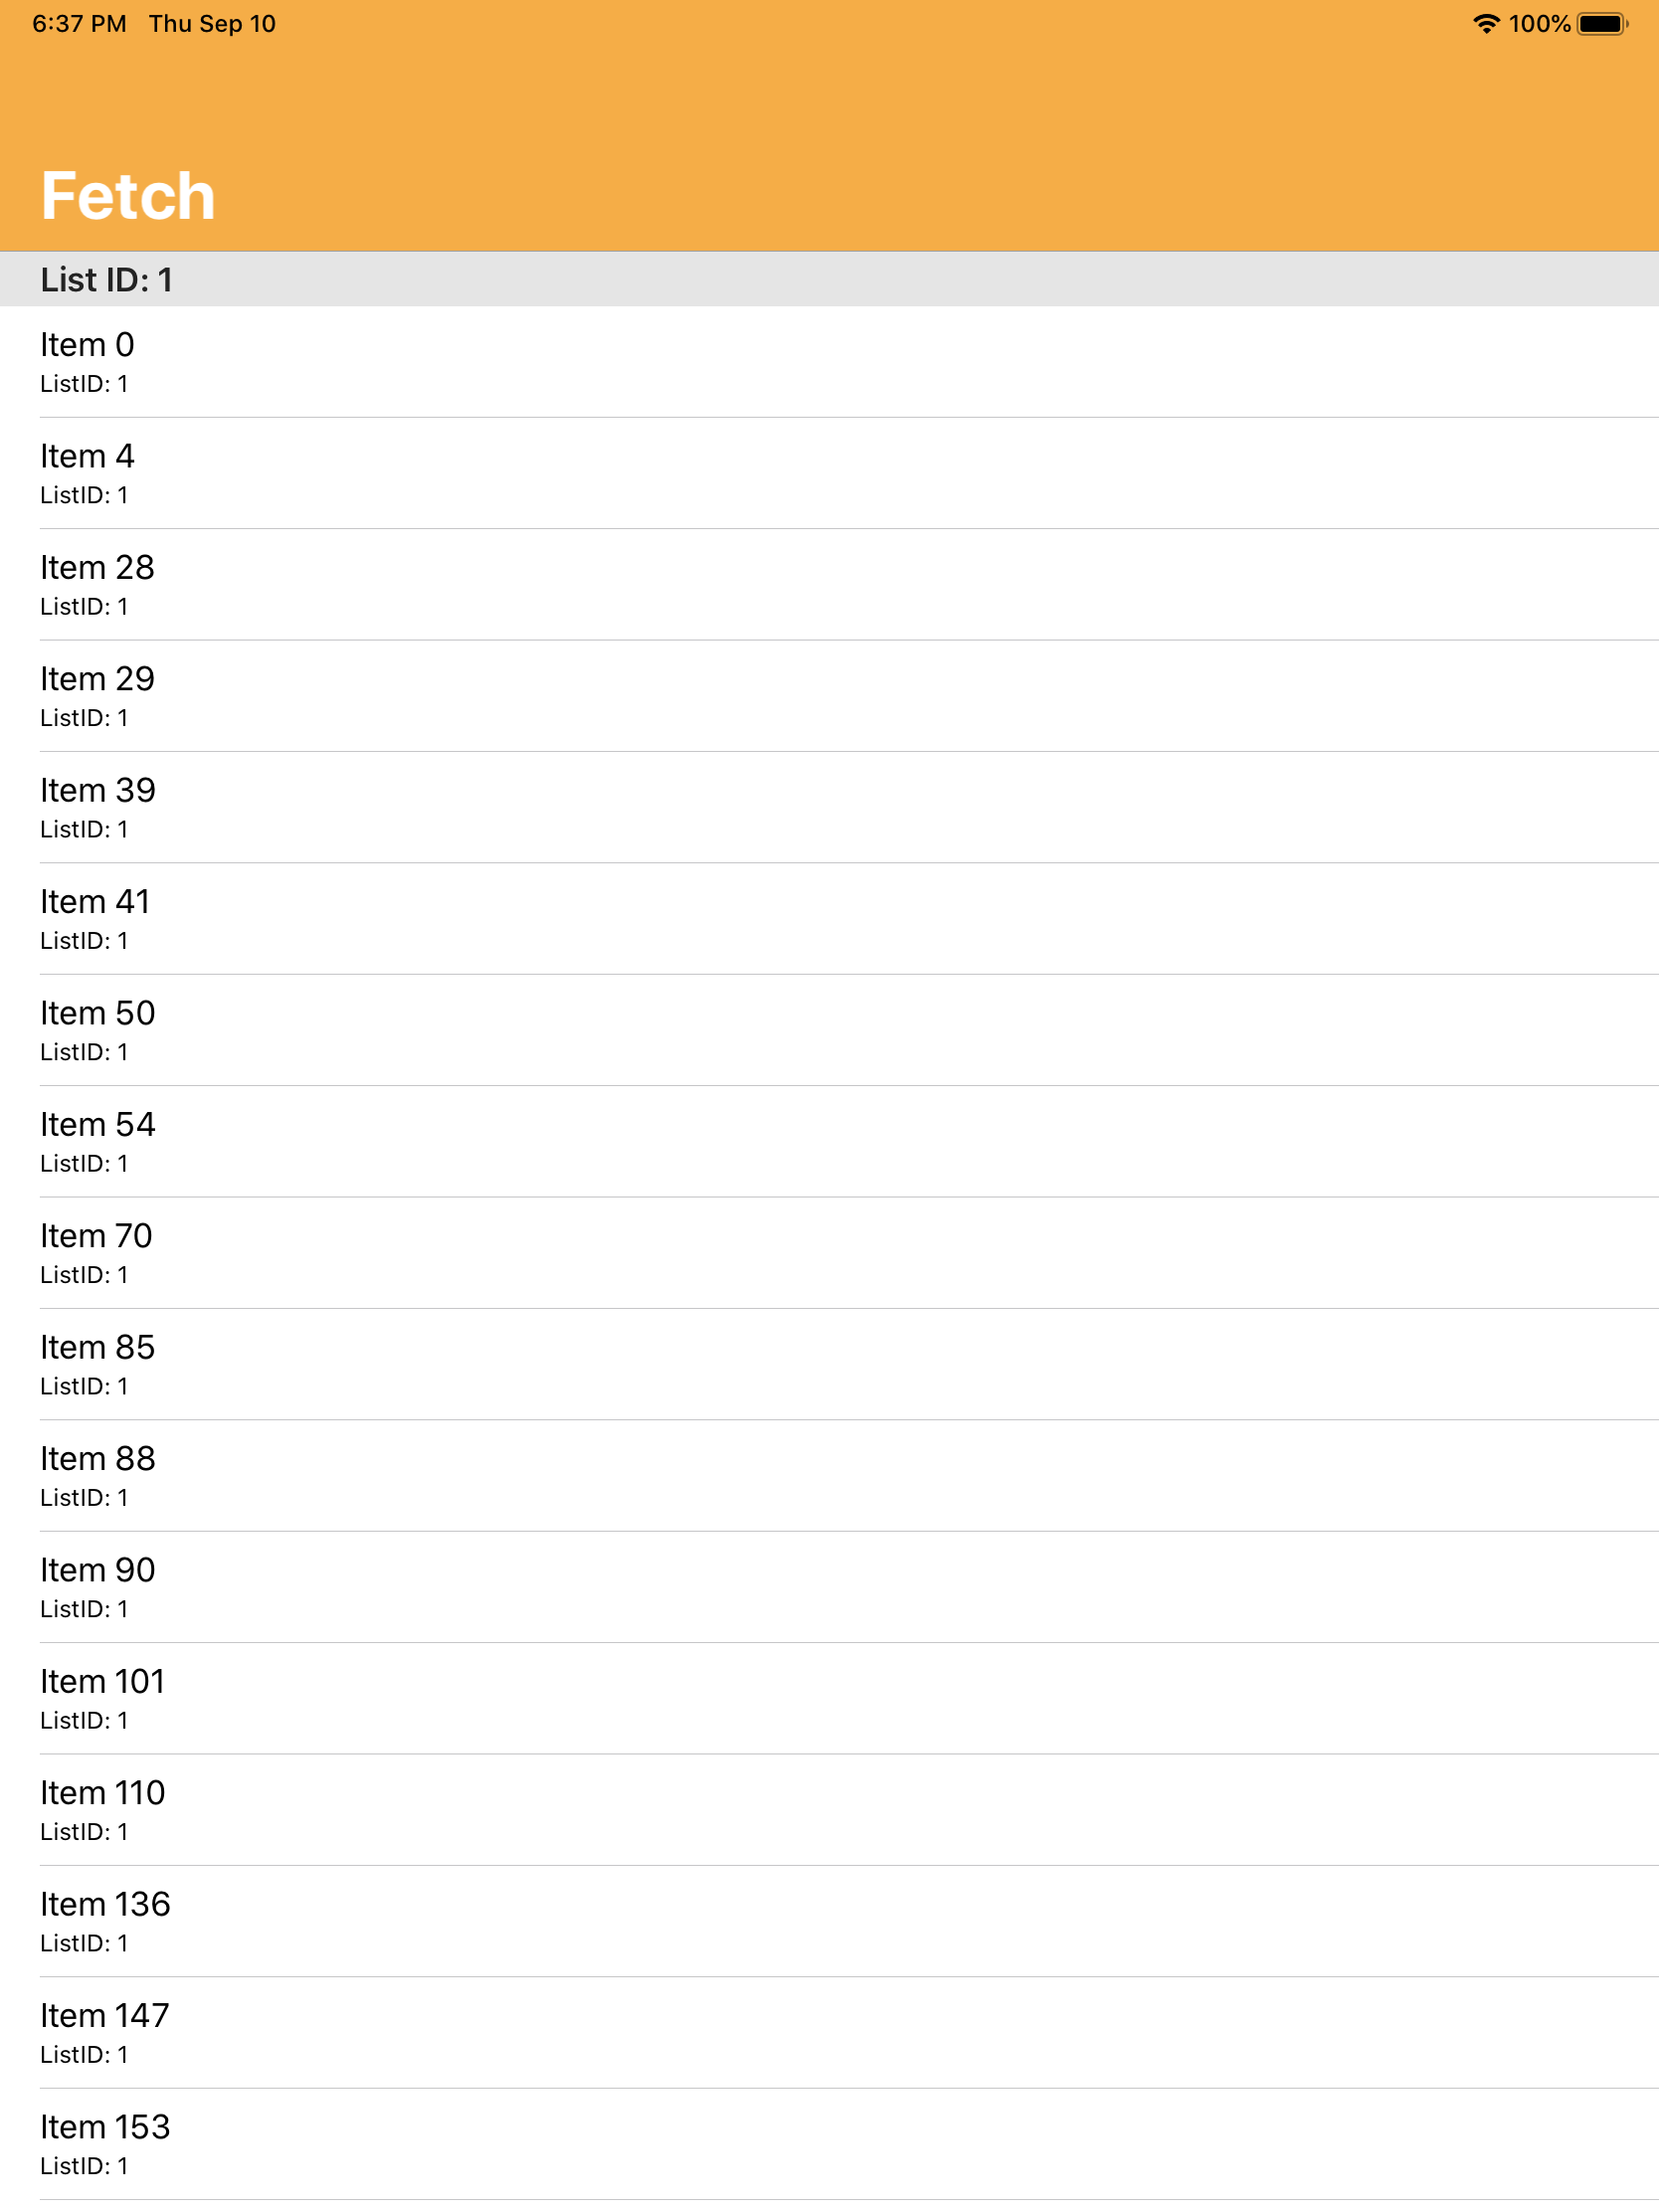 6:37 PM Thu Sep 10 100%
Fetch
List ID: 1
Item 0
ListID: 1
Item 4
ListID: 1
Item 28
ListID: 1
Item 29
ListID: 1
Item 39
ListID: 1
Item 41
ListID: 1
Item 50
ListID: 1
Item 54
ListID: 1
Item 70
ListID: 1
Item 85
ListID: 1
Item 88
ListID: 1
Item 90
ListID: 1
Item 101
ListID: 1
Item 110
ListID: 1
Item 136
ListID: 1
Item 147
ListID: 1
Item 153
ListID: 1